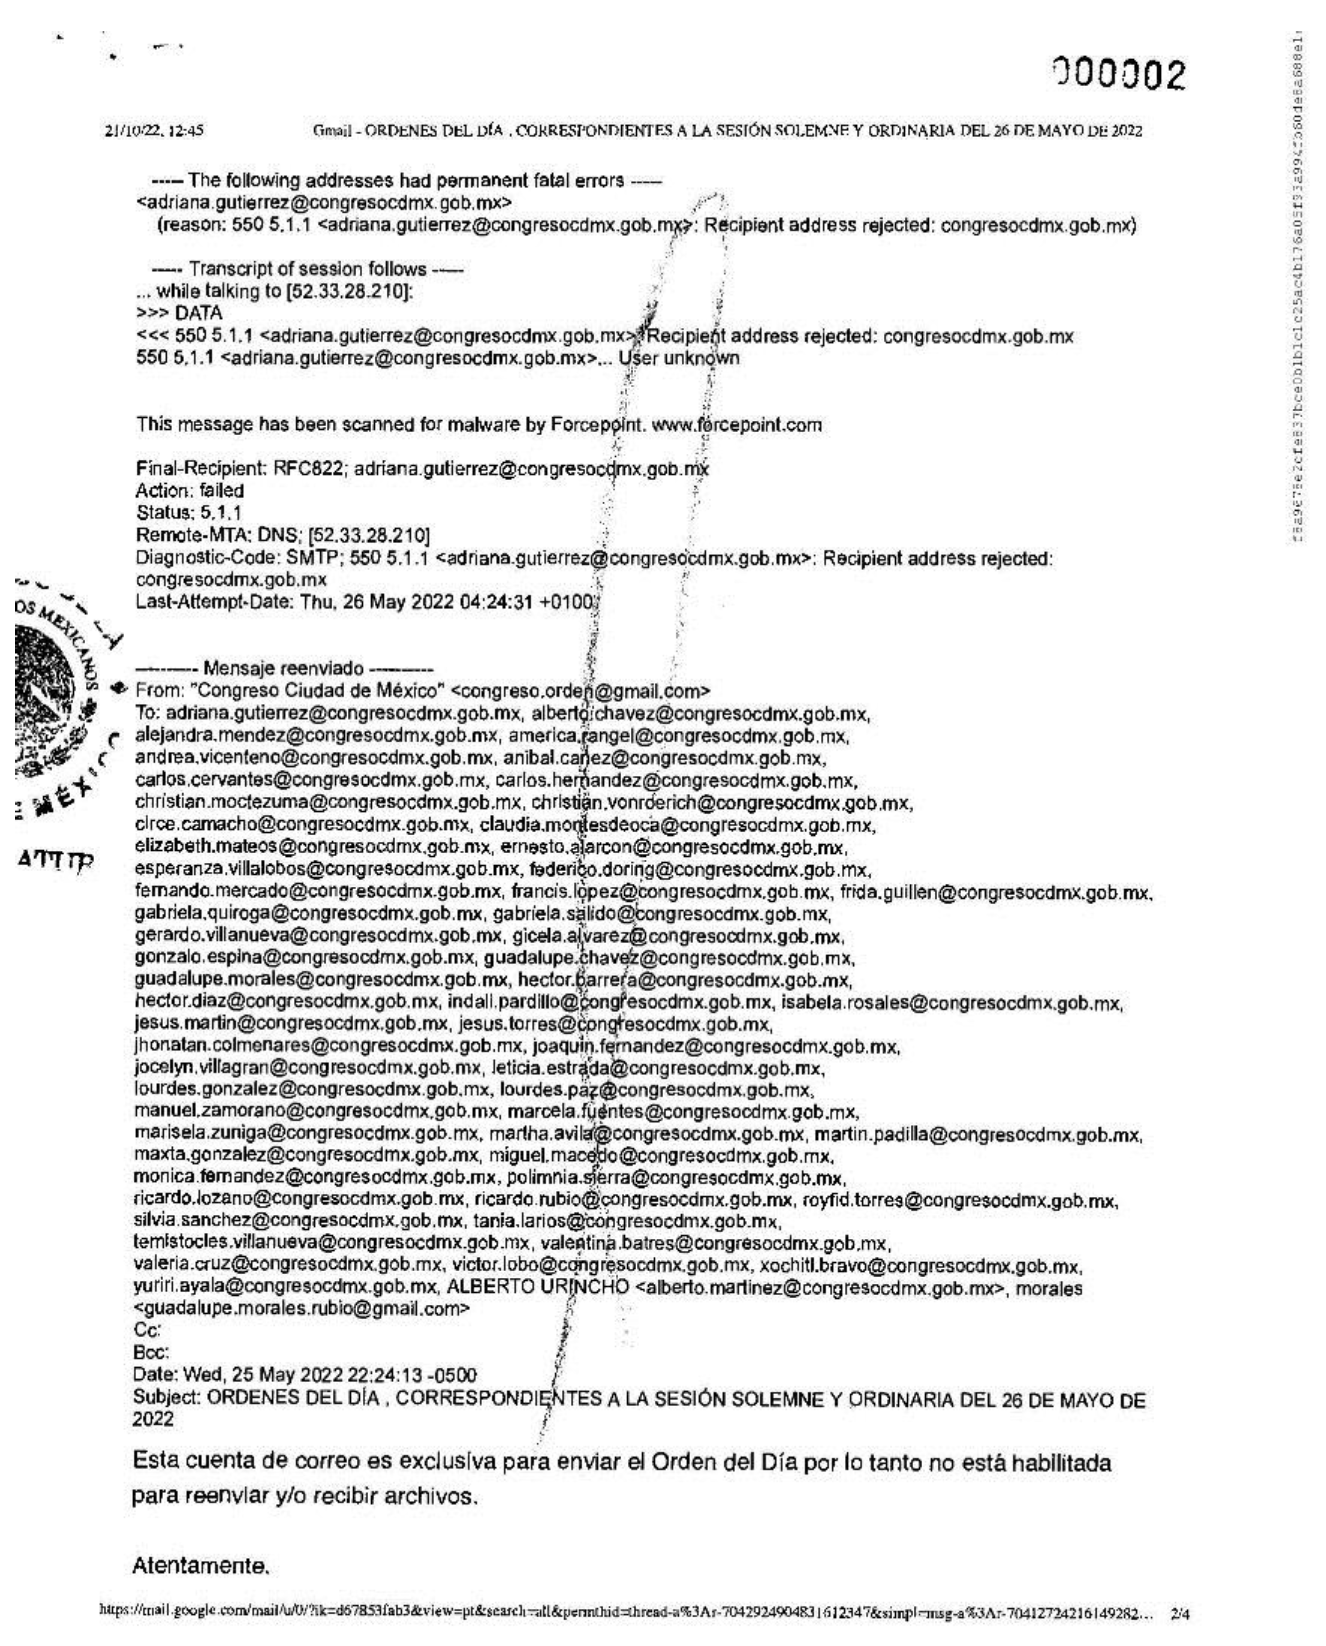 000002
21/10/22, 12:45 Gmail - ORDENES DEL DÍA , CORRESPONDIENTES A LA SESIÓN SOLEMNE Y ORDINARIA DEL 26 DE MAYO DE 2022
----- The following addresses had permanent fatal errors -----
<adriana.gutierrez@congresocdmx.gob.mx>
(reason: 550 5.1.1 <adriana.gutierrez@congresocdmx.gob.mx>: Recipient address rejected: congresocdmx.gob.mx)
----- Transcript of session follows -----
... while talking to [52.33.28.210]:
>>> DATA
<<< 550 5.1.1 <adriana.gutierrez@congresocdmx.gob.mx>: Recipient address rejected: congresocdmx.gob.mx
550 5.1.1 <adriana.gutierrez@congresocdmx.gob.mx>... User unknown
This message has been scanned for malware by Forcepoint. www.forcepoint.com
Final-Recipient: RFC822; adriana.gutierrez@congresocdmx.gob.mx
Action: failed
Status: 5.1.1
Remote-MTA: DNS; [52.33.28.210]
Diagnostic-Code: SMTP; 550 5.1.1 <adriana.gutierrez@congresocdmx.gob.mx>: Recipient address rejected:
congresocdmx.gob.mx
Last-Attempt-Date: Thu, 26 May 2022 04:24:31 +0100
---------- Mensaje reenviado ----------
From: "Congreso Ciudad de México" <congreso.orden@gmail.com>
To: adriana.gutierrez@congresocdmx.gob.mx, alberto.chavez@congresocdmx.gob.mx,
alejandra.mendez@congresocdmx.gob.mx, america.rangel@congresocdmx.gob.mx,
andrea.vicenteno@congresocdmx.gob.mx, anibal.canez@congresocdmx.gob.mx,
carlos.cervantes@congresocdmx.gob.mx, carlos.hernandez@congresocdmx.gob.mx,
christian.moctezuma@congresocdmx.gob.mx, christian.vonrderich@congresocdmx.gob.mx,
circe.camacho@congresocdmx.gob.mx, claudia.montesdeoca@congresocdmx.gob.mx,
elizabeth.mateos@congresocdmx.gob.mx, ernesto.alarcon@congresocdmx.gob.mx,
esperanza.villalobos@congresocdmx.gob.mx, federico.doring@congresocdmx.gob.mx,
fernando.mercado@congresocdmx.gob.mx, francis.lopez@congresocdmx.gob.mx, frida.guillen@congresocdmx.gob.mx,
gabriela.quiroga@congresocdmx.gob.mx, gabriela.salido@congresocdmx.gob.mx,
gerardo.villanueva@congresocdmx.gob.mx, gicela.alvarez@congresocdmx.gob.mx,
gonzalo.espina@congresocdmx.gob.mx, guadalupe.chavez@congresocdmx.gob.mx,
guadalupe.morales@congresocdmx.gob.mx, hector.barrera@congresocdmx.gob.mx,
hector.diaz@congresocdmx.gob.mx, indali.pardillo@congresocdmx.gob.mx, isabela.rosales@congresocdmx.gob.mx,
jesus.martin@congresocdmx.gob.mx, jesus.torres@congresocdmx.gob.mx,
jhonatan.colmenares@congresocdmx.gob.mx, joaquin.fernandez@congresocdmx.gob.mx,
jocelyn.villagran@congresocdmx.gob.mx, leticia.estrada@congresocdmx.gob.mx,
lourdes.gonzalez@congresocdmx.gob.mx, lourdes.paz@congresocdmx.gob.mx,
manuel.zamorano@congresocdmx.gob.mx, marcela.fuentes@congresocdmx.gob.mx,
marisela.zuniga@congresocdmx.gob.mx, martha.avila@congresocdmx.gob.mx, martin.padilla@congresocdmx.gob.mx,
maxta.gonzalez@congresocdmx.gob.mx, miguel.macedo@congresocdmx.gob.mx,
monica.fernandez@congresocdmx.gob.mx, polimnia.sierra@congresocdmx.gob.mx,
ricardo.lozano@congresocdmx.gob.mx, ricardo.rubio@congresocdmx.gob.mx, royfid.torres@congresocdmx.gob.mx,
silvia.sanchez@congresocdmx.gob.mx, tania.larios@congresocdmx.gob.mx,
temistocles.villanueva@congresocdmx.gob.mx, valentina.batres@congresocdmx.gob.mx,
valeria.cruz@congresocdmx.gob.mx, victor.lobo@congresocdmx.gob.mx, xochitl.bravo@congresocdmx.gob.mx,
yuriri.ayala@congresocdmx.gob.mx, ALBERTO URINCHO <alberto.martinez@congresocdmx.gob.mx>, morales
<guadalupe.morales.rubio@gmail.com>
Cc:
Bcc:
Date: Wed, 25 May 2022 22:24:13 -0500
Subject: ORDENES DEL DÍA , CORRESPONDIENTES A LA SESIÓN SOLEMNE Y ORDINARIA DEL 26 DE MAYO DE
2022
Esta cuenta de correo es exclusiva para enviar el Orden del Día por lo tanto no está habilitada
para reenviar y/o recibir archivos.
Atentamente.
https://mail.google.com/mail/u/0/?ik=d67853fab3&view=pt&search=all&permthid=thread-a%3Ar-7042924904831612347&simpl=msg-a%3Ar-70412724216149282... 2/4
OS MEXICANOS
MÉXICO